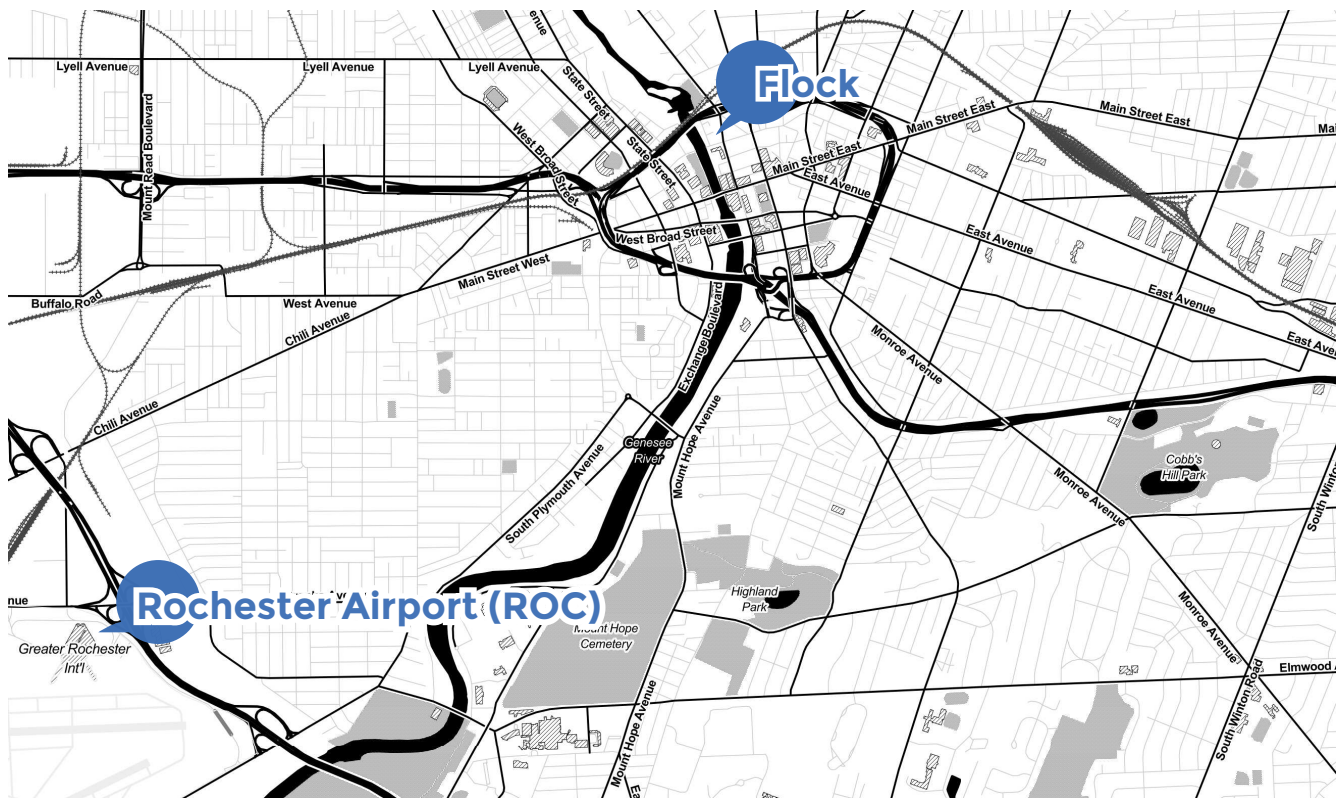 Lyell Avenue
Lyell Avenue
Lyell Avenue
Avenue
State Street
Flock
Main Street East
Main Street East
Mount Read Boulevard
West Broad Street
State Street
Main Street East
East Avenue
West Broad Street
East Avenue
Main Street West
Buffalo Road
West Avenue
Chili Avenue
Exchange Boulevard
East Avenue
Monroe Avenue
Chili Avenue
Genesee
River
Mount Hope Avenue
South Plymouth Avenue
Cobb's
Hill Park
Monroe Avenue
South Winton
Highland
Park
Rochester Airport (ROC)
Monroe Avenue
Mount Hope
Cemetery
Greater Rochester
Int'l
Elmwood
Mount Hope Avenue
South Winton Road